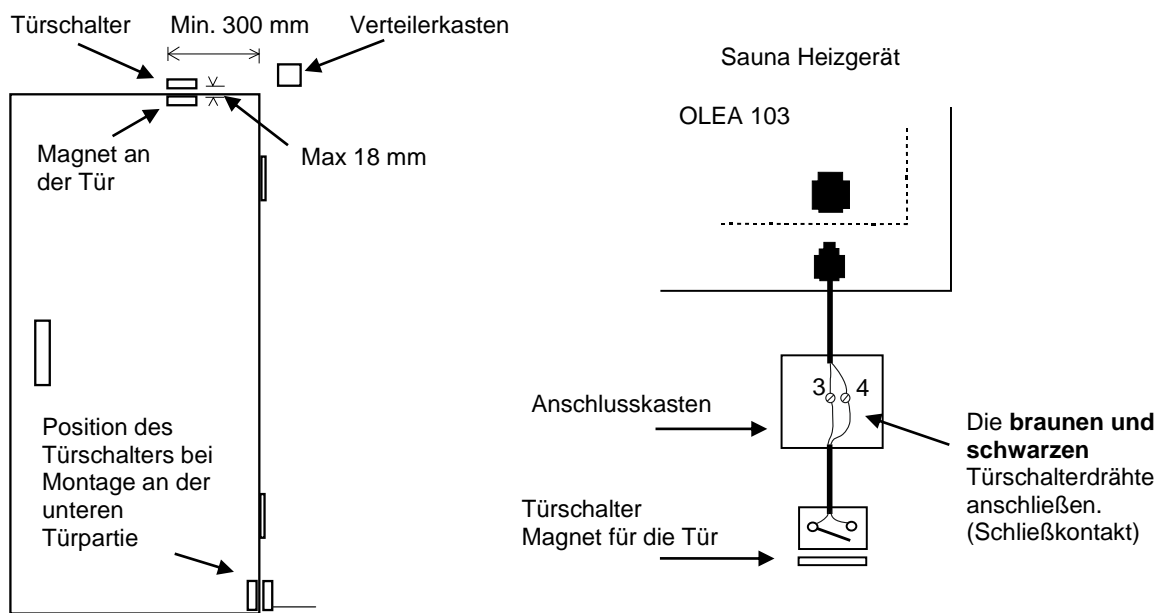 Türschalter
Min. 300 mm
Verteilerkasten
Magnet an
der Tür
Max 18 mm
Position des
Türschalters bei
Montage an der
unteren
Türpartie
Sauna Heizgerät
OLEA 103
3 4
Anschlusskasten
Die braunen und
schwarzen
Türschalterdrähte
anschließen.
(Schließkontakt)
Türschalter
Magnet für die Tür